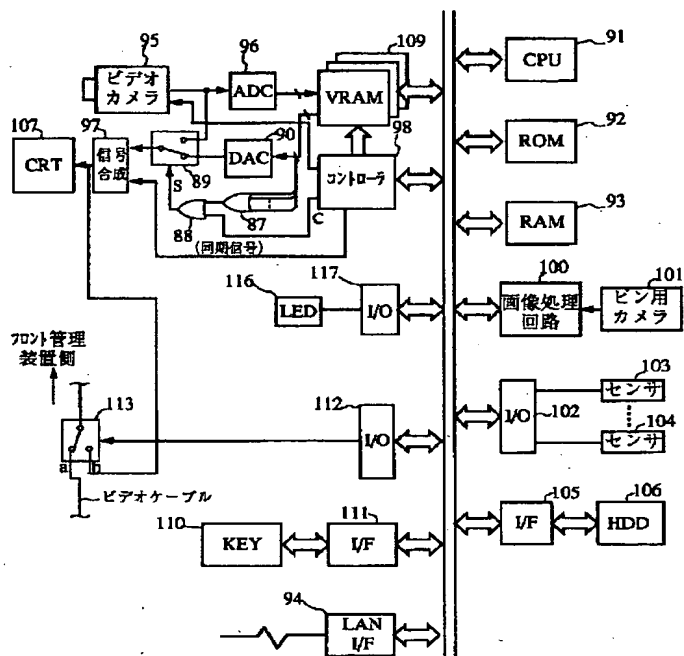 95
ビデオ
カメラ
96
ADC
109
VRAM
91
CPU
107
CRT
97
信号
合成
90
DAC
98
コントローラ
92
ROM
S
89
88
87
C
(同期信号)
93
RAM
116
LED
117
I/O
100
画像処理
回路
101
ピン用
カメラ
フロント管理
装置側
103
センサ
113
a
b
112
I/O
I/O
102
104
センサ
ビデオケーブル
105
I/F
106
HDD
110
KEY
111
I/F
94
LAN
I/F